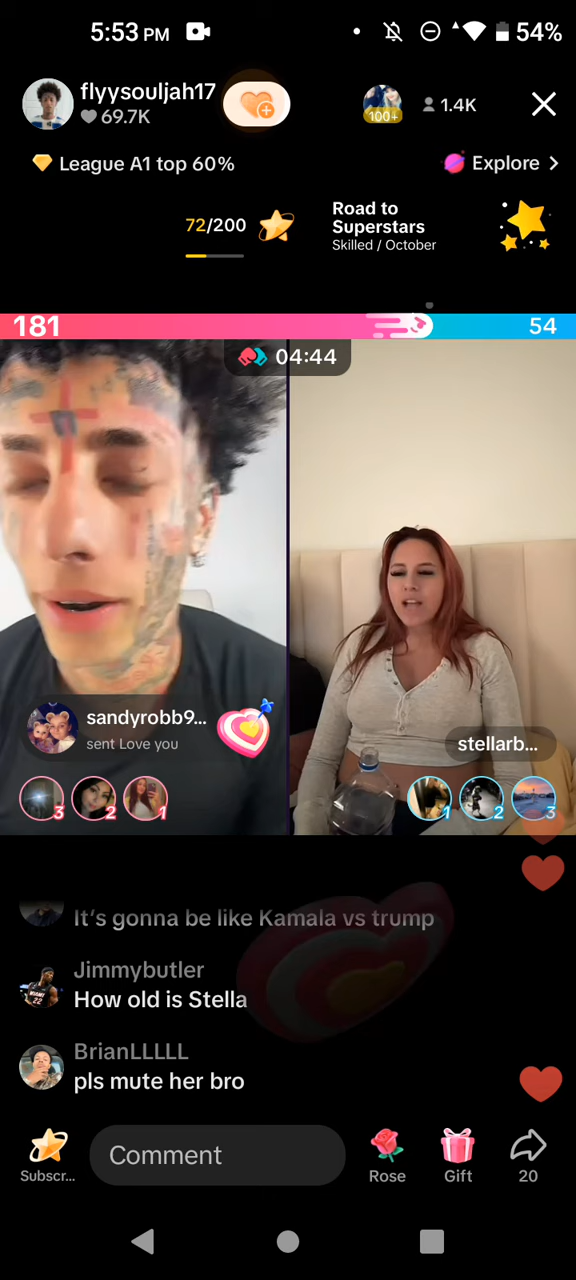 5:53 PM
54%
flyysouljah17
69.7K
100+
1.4K
League A1 top 60%
Explore >
72/200
Road to
Superstars
Skilled / October
181
54
04:44
sandyrobb9...
sent Love you
stellarb...
3
2
1
1
2
3
It's gonna be like Kamala vs trump
Jimmybutler
How old is Stella
BrianLLLLL
pls mute her bro
Subscr...
Comment
Rose
Gift
20